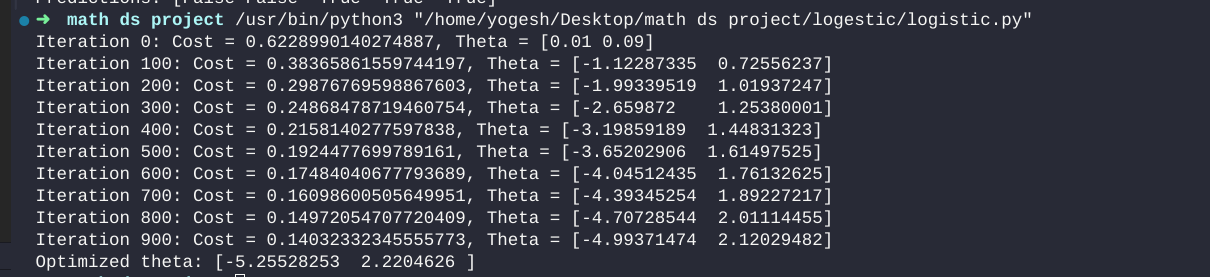 ➜ math ds project /usr/bin/python3 "/home/yogesh/Desktop/math ds project/logestic/logistic.py"
Iteration 0: Cost = 0.6228990140274887, Theta = [0.01 0.09]
Iteration 100: Cost = 0.38365861559744197, Theta = [-1.12287335  0.72556237]
Iteration 200: Cost = 0.29876769598867603, Theta = [-1.99339519  1.01937247]
Iteration 300: Cost = 0.24868478719460754, Theta = [-2.659872    1.25380001]
Iteration 400: Cost = 0.2158140277597838, Theta = [-3.19859189  1.44831323]
Iteration 500: Cost = 0.1924477699789161, Theta = [-3.65202906  1.61497525]
Iteration 600: Cost = 0.17484040677793689, Theta = [-4.04512435  1.76132625]
Iteration 700: Cost = 0.16098600505649951, Theta = [-4.39345254  1.89227217]
Iteration 800: Cost = 0.14972054707720409, Theta = [-4.70728544  2.01114455]
Iteration 900: Cost = 0.14032332345555773, Theta = [-4.99371474  2.12029482]
Optimized theta: [-5.25528253  2.2204626 ]